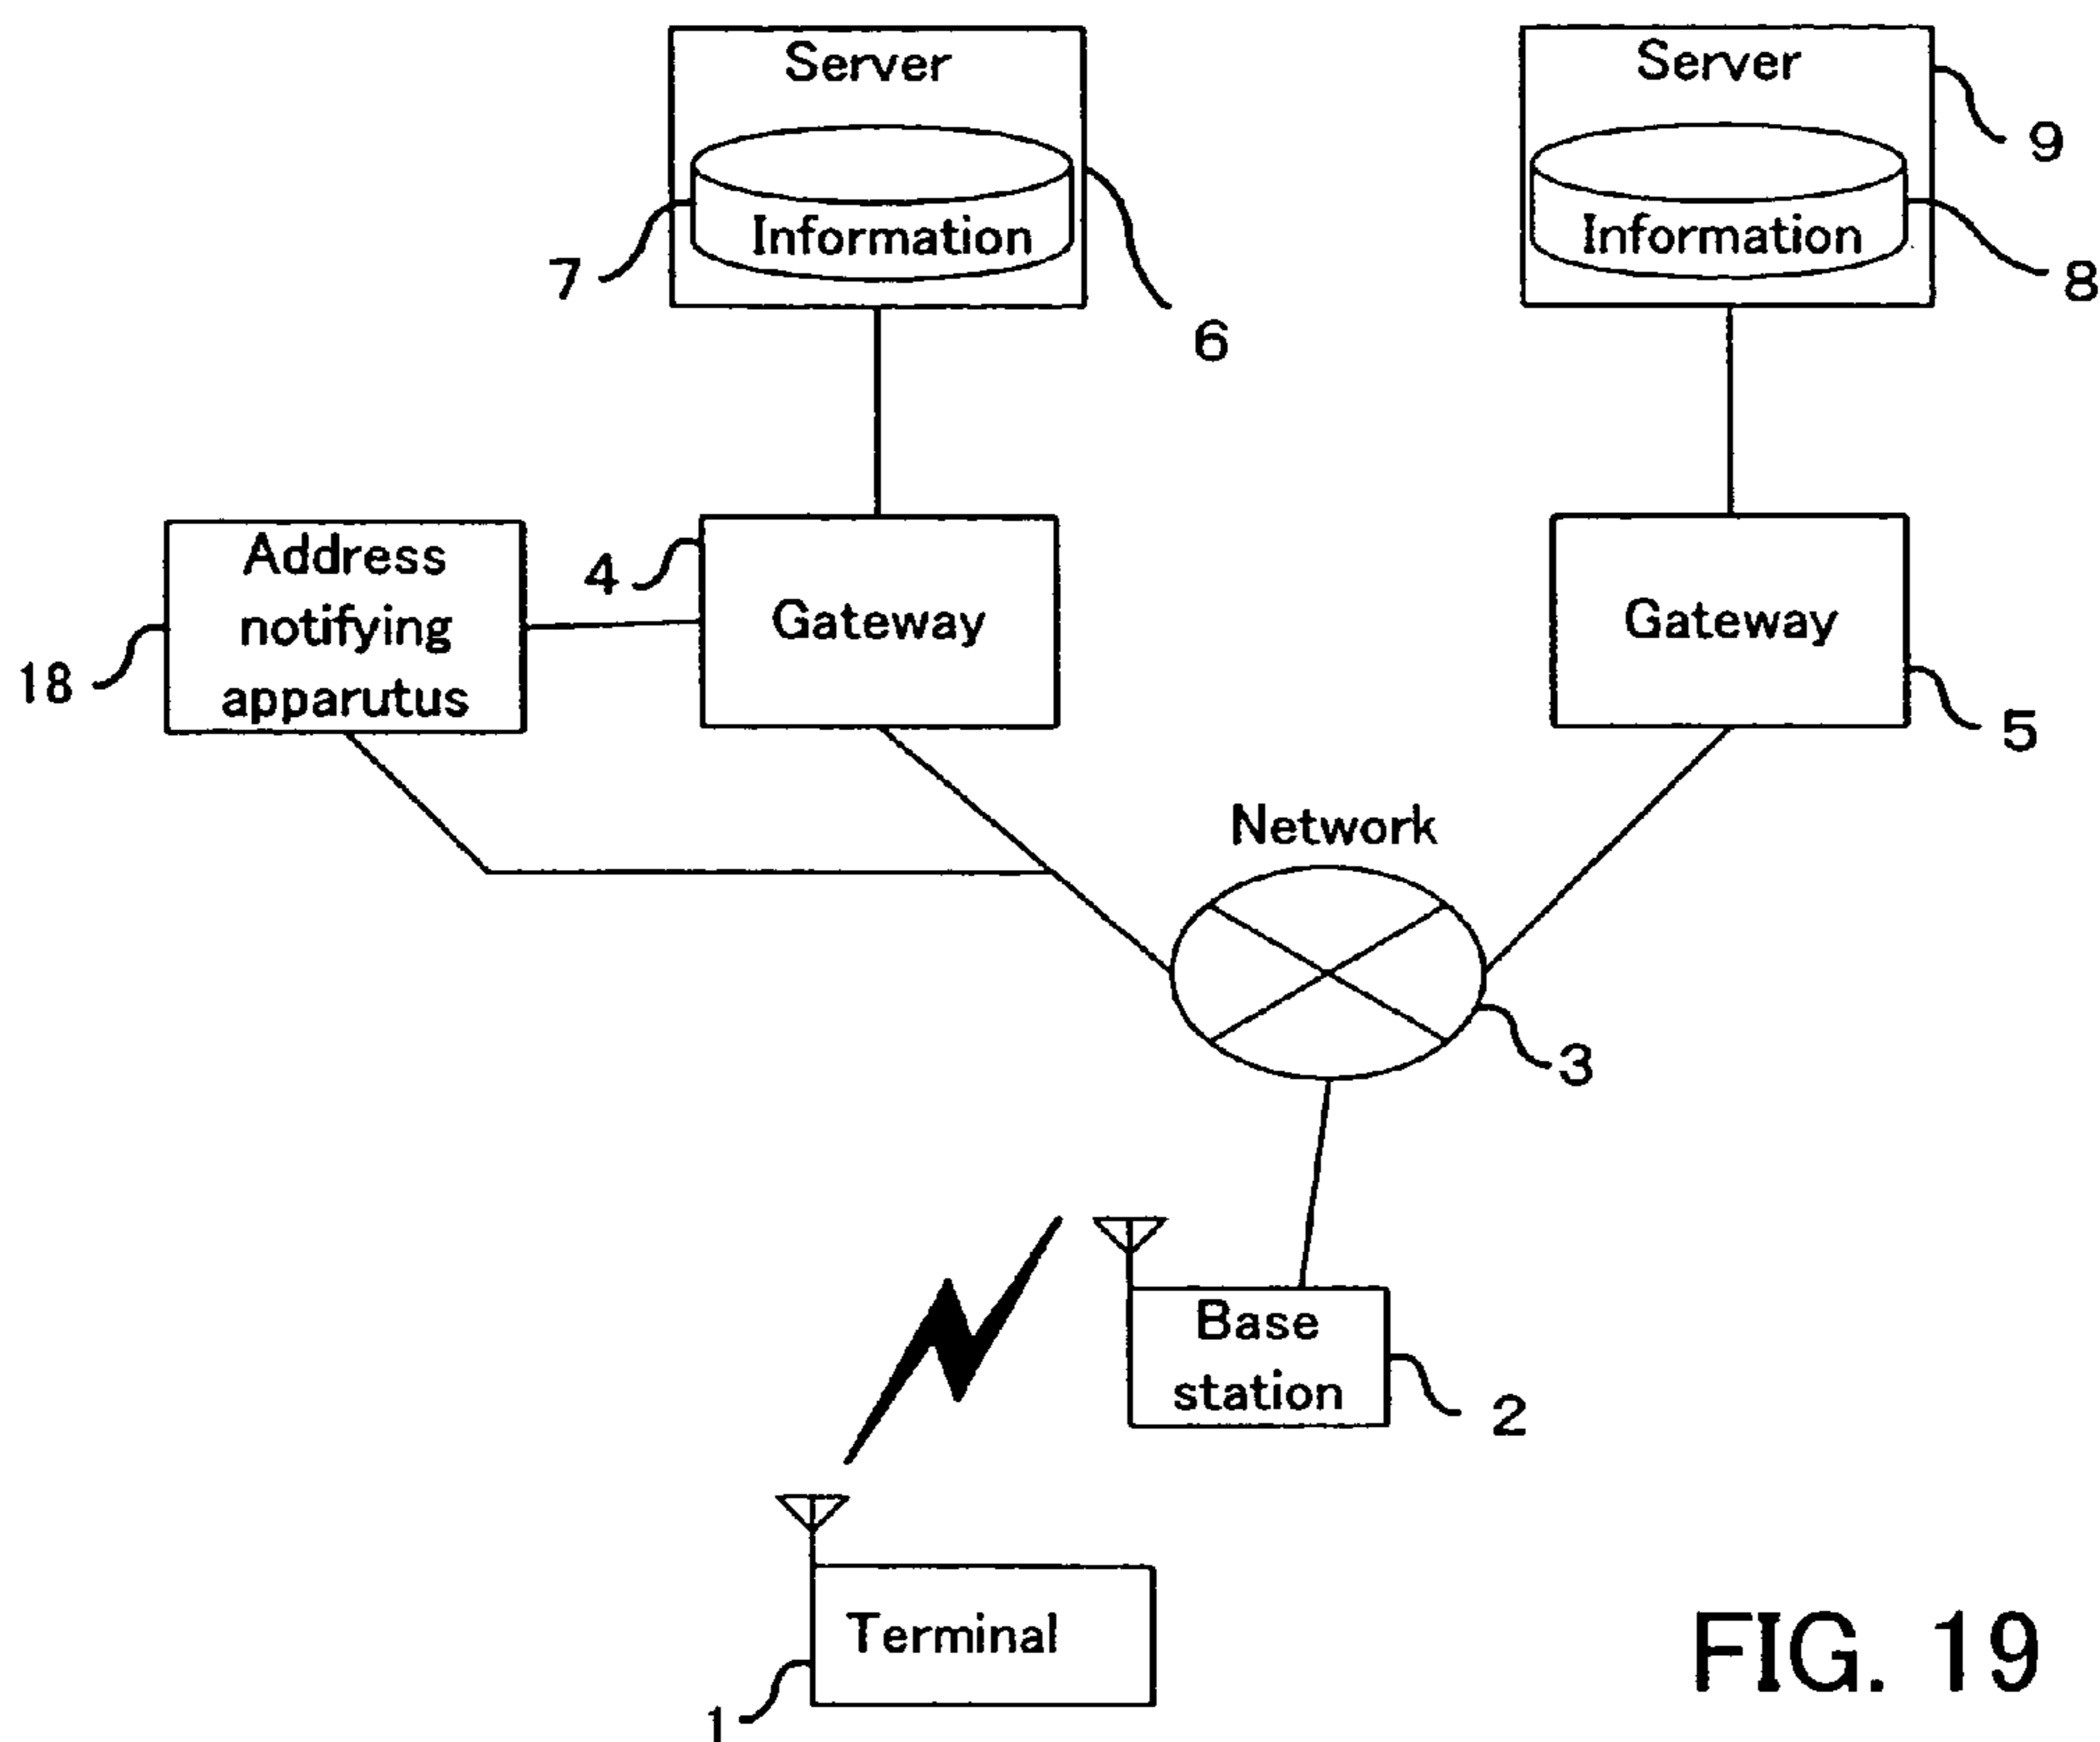 Server
Server
9
Information
Information
7
8
6
Address
notifying
apparutus
4
Gateway
Gateway
18
5
Network
3
Base
station
2
Terminal
1
FIG. 19